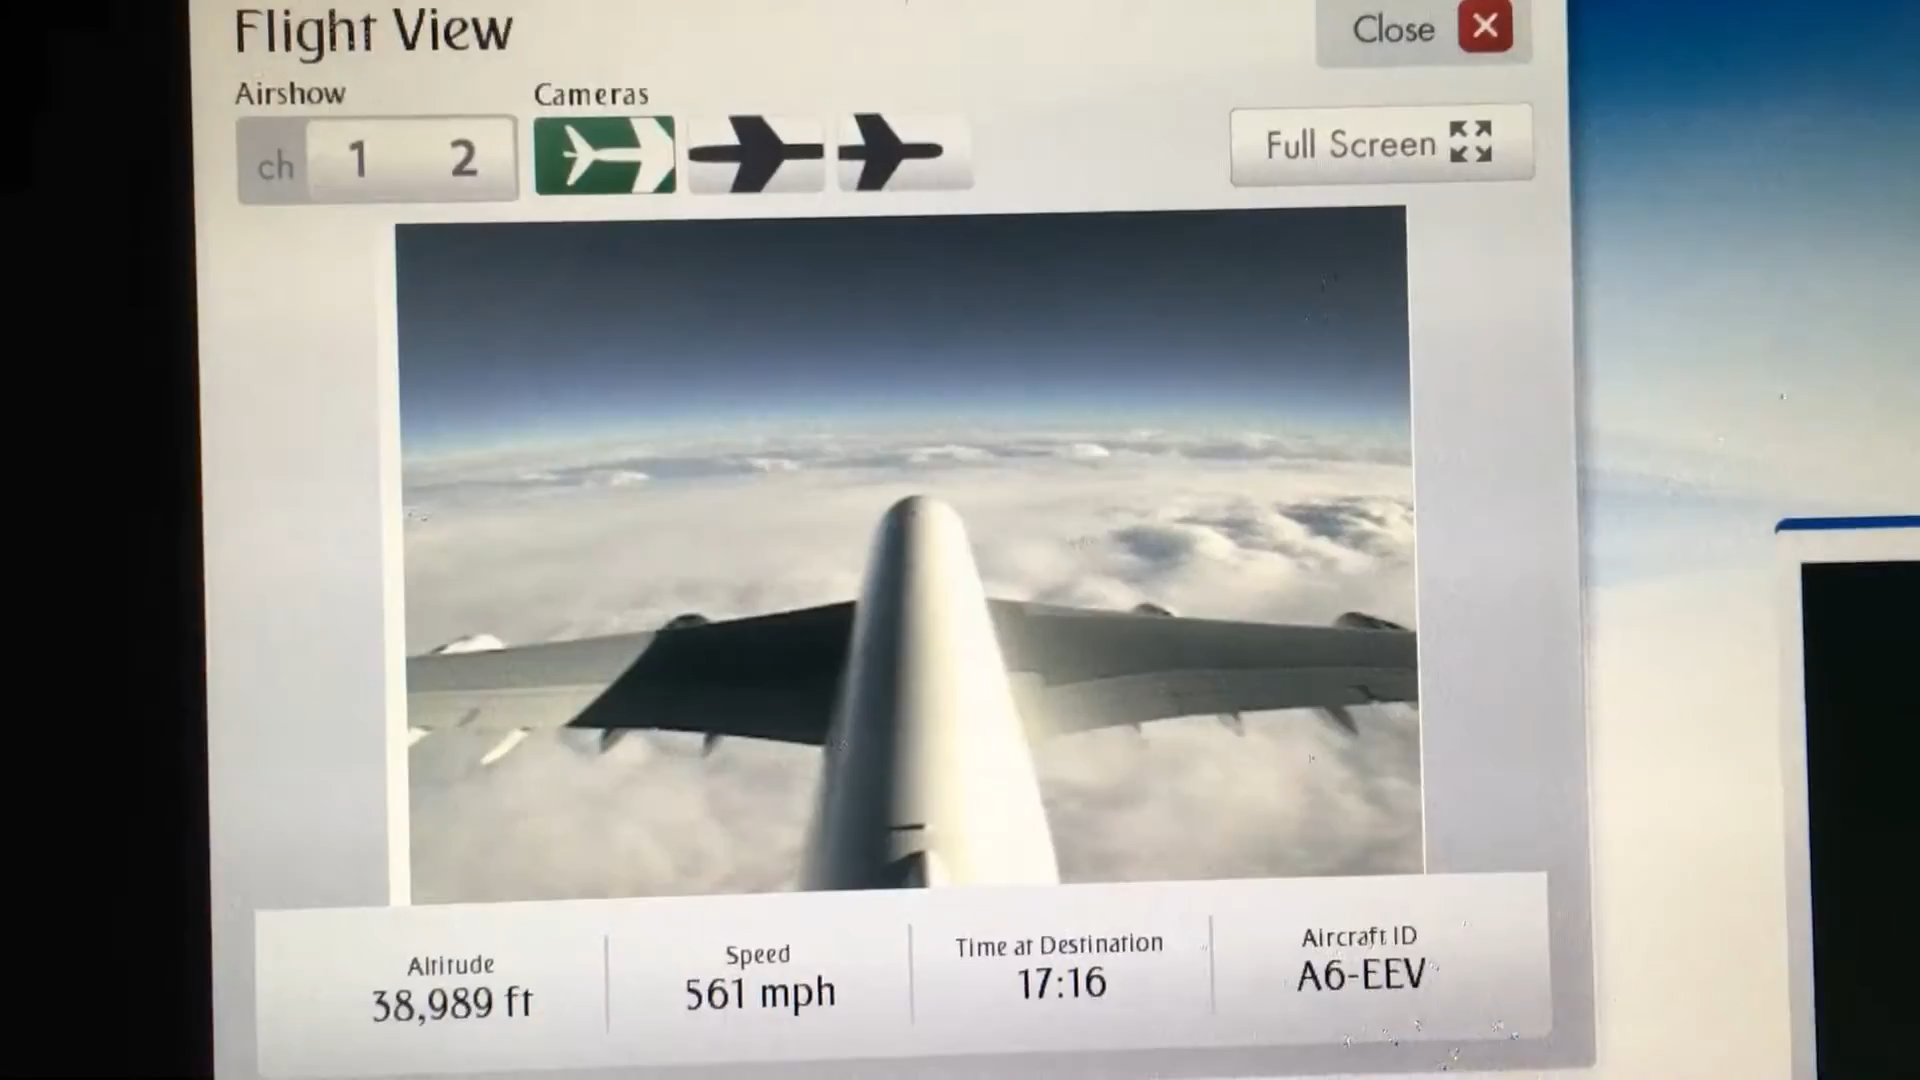 Flight View
Close
Airshow
Cameras
ch 1 2
Full Screen
Altitude
38,989 ft
Speed
561 mph
Time at Destination
17:16
Aircraft ID
A6-EEV